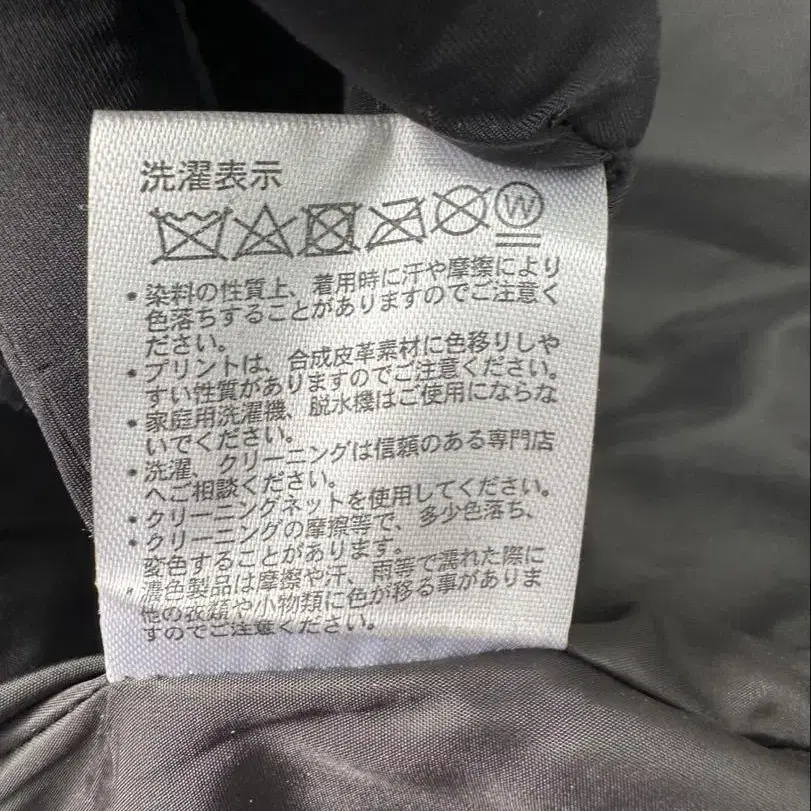 洗濯表示
W
・染料の性質上、着用時に汗や摩擦により
色落ちすることがありますのでご注意く
ださい。
・プリントは、合成皮革素材に色移りしや
すい性質がありますのでご注意ください。
・家庭用洗濯機、脱水機はご使用にならな
いでください。
・洗濯、クリーニングは信頼のある専門店
へご相談ください。
・クリーニングネットを使用してください。
・クリーニングの摩擦等で、多少色落ち、
変色することがあります。
・濃色製品は摩擦や汗、雨等で濡れた際に
他の衣類や小物類に色が移る事がありま
すのでご注意ください。